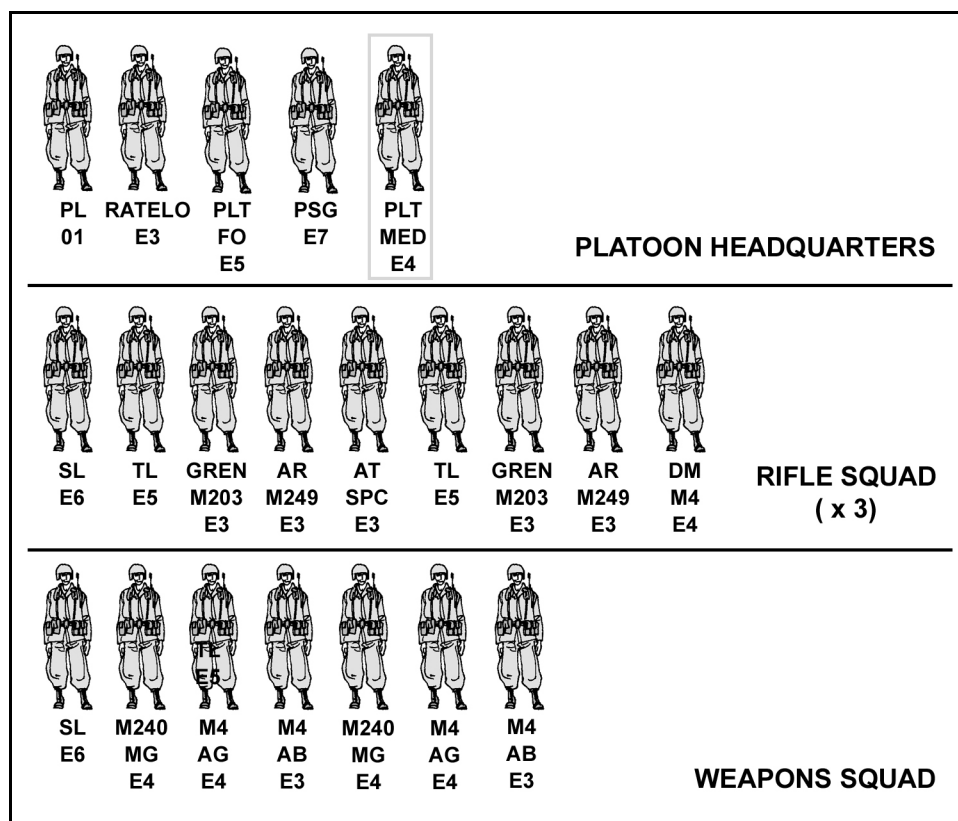 PL RATELO PLT PSG PLT
01 E3 FO E7 MED
E5 E4
PLATOON HEADQUARTERS
SL TL GREN AR AT TL GREN AR DM
E6 E5 M203 M249 SPC E5 M203 M249 M4
E3 E3 E3 E3 E3 E4
RIFLE SQUAD
( x 3)
TL
E5
SL M240 M4 M4 M240 M4 M4
E6 MG AG AB MG AG AB
E4 E4 E3 E4 E4 E3
WEAPONS SQUAD